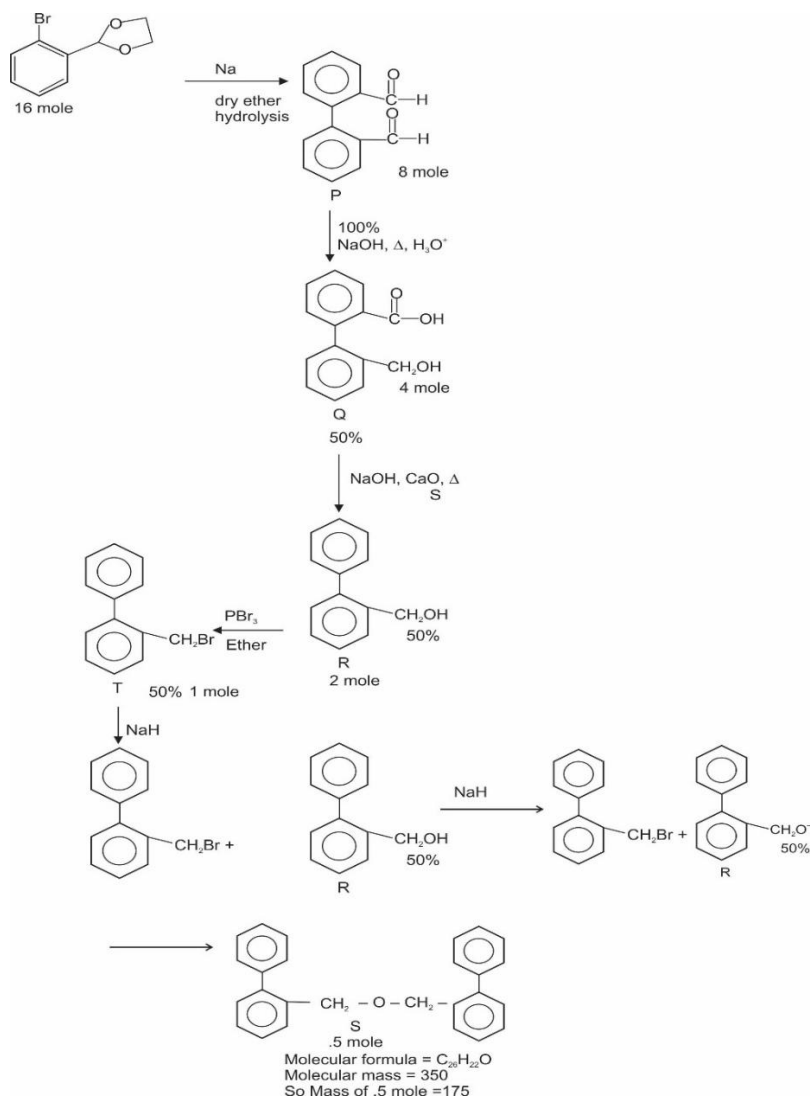 Br
O
O
16 mole
Na
dry ether
hydrolysis
O
C–H
O
C–H
8 mole
P
100%
NaOH, Δ, H₃O⁺
O
C–OH
CH₂OH
4 mole
Q
50%
NaOH, CaO, Δ
S
CH₂OH
50%
R
2 mole
PBr₃
Ether
CH₂Br
T
50% 1 mole
NaH
CH₂Br +
CH₂OH
50%
R
NaH
CH₂Br +
CH₂O⁻
50%
R
CH₂ – O – CH₂ –
S
.5 mole
Molecular formula = C₂₆H₂₂O
Molecular mass = 350
So Mass of .5 mole =175